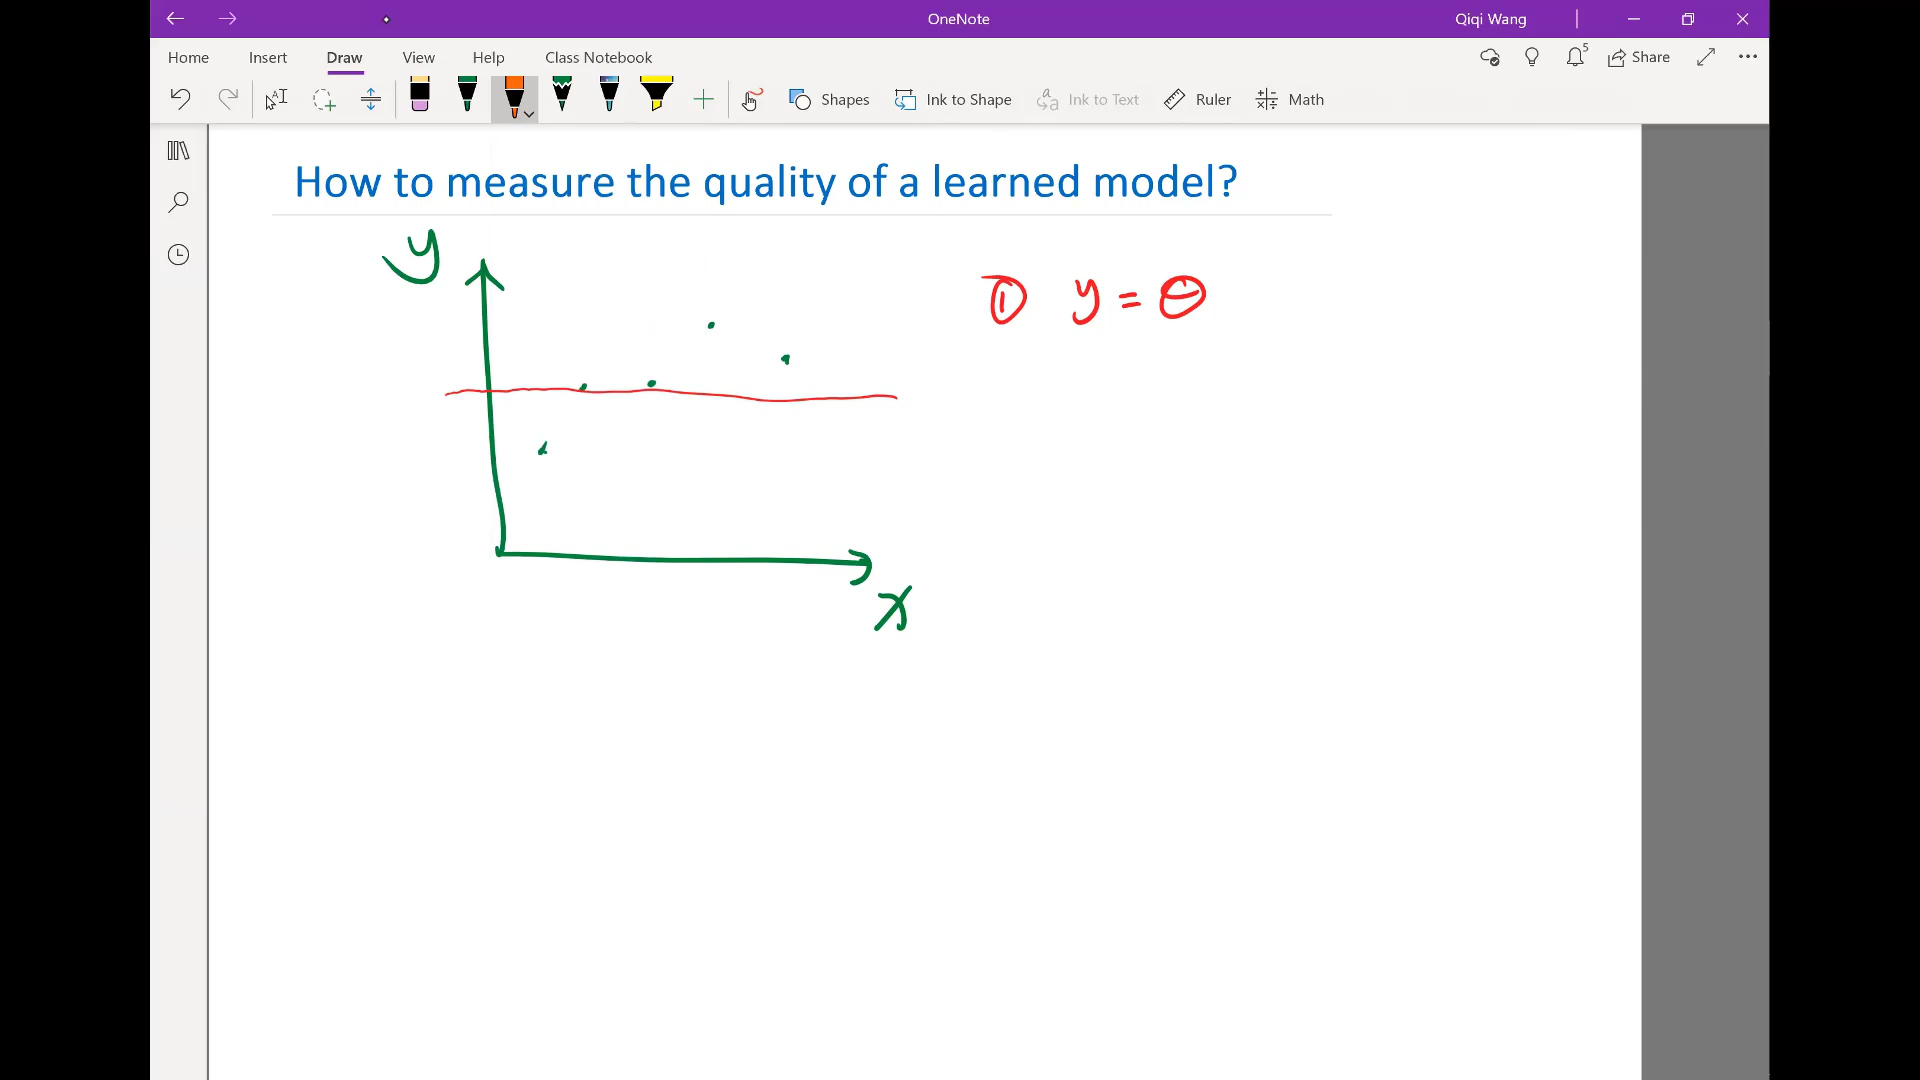 OneNote
Qiqi Wang
Home Insert Draw View Help Class Notebook
5
Share
Shapes Ink to Shape Ink to Text Ruler Math
How to measure the quality of a learned model?
y
① y = θ
x